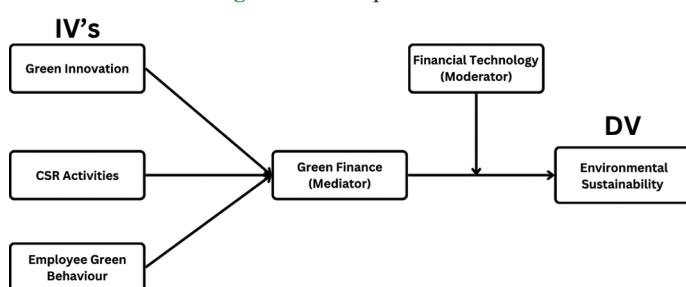 IV's
Green Innovation
Financial Technology
(Moderator)
DV
CSR Activities
Green Finance
(Mediator)
Environmental
Sustainability
Employee Green
Behaviour